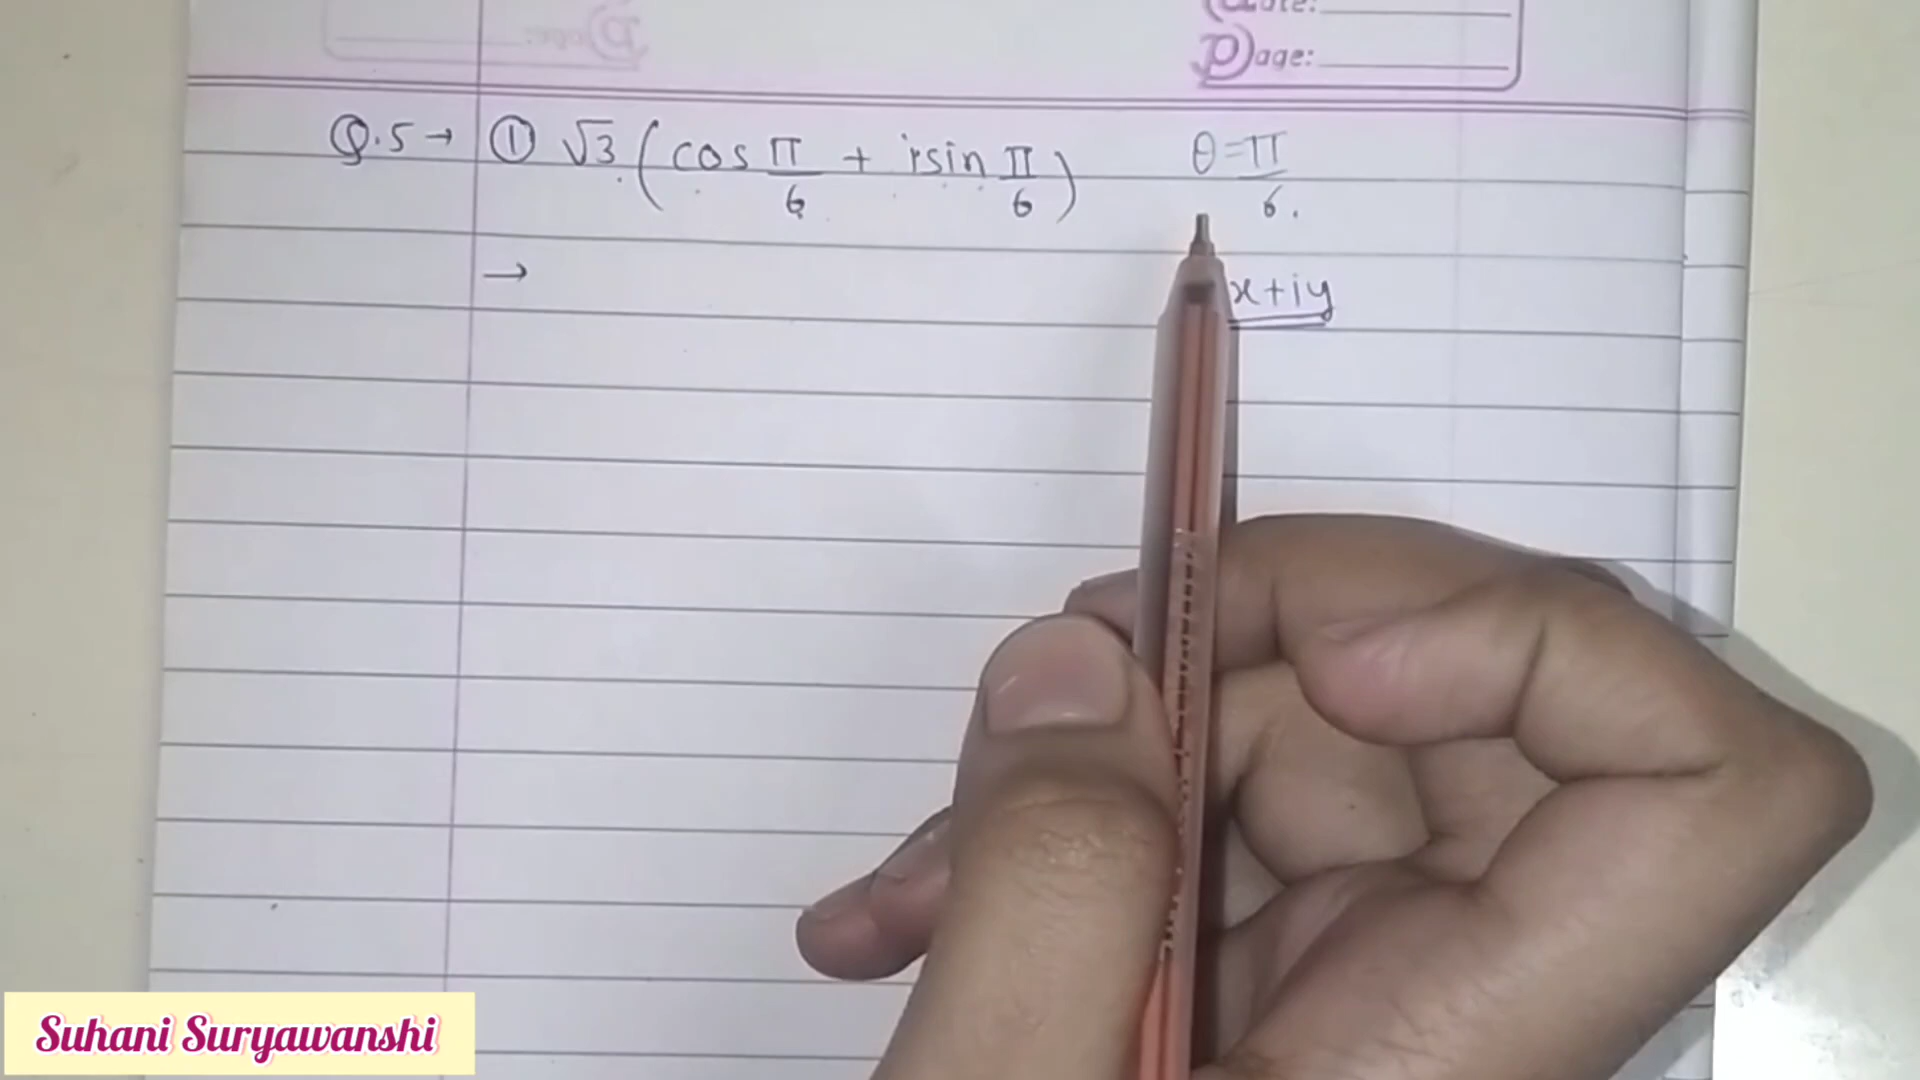 Date:
Page:
Q.5 → ① √3 (cos π/6 + i sin π/6) θ = π/6.
→ x+iy
Suhani Suryawanshi